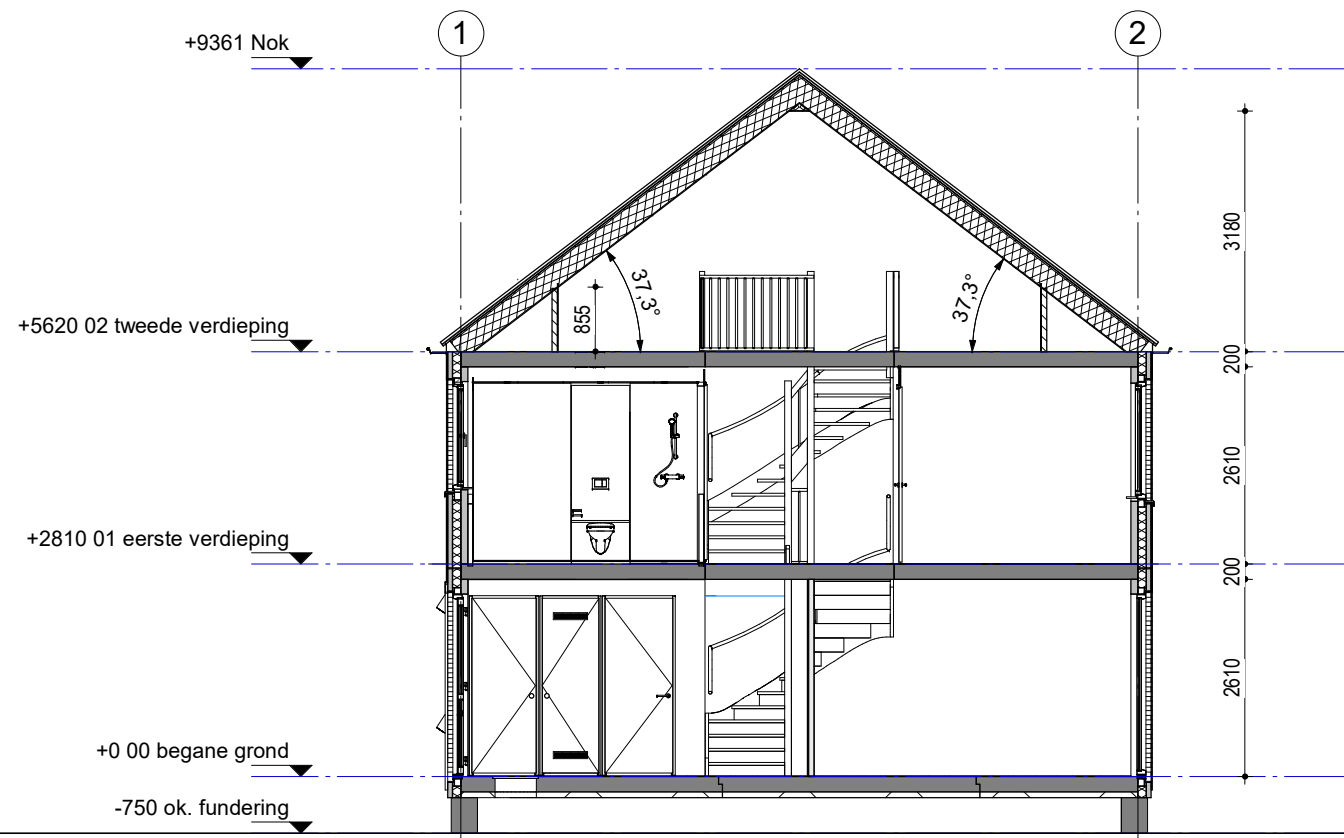 1
2
+9361 Nok
3180
37,3°
37,3°
855
+5620 02 tweede verdieping
200
2610
+2810 01 eerste verdieping
200
2610
+0 00 begane grond
-750 ok. fundering